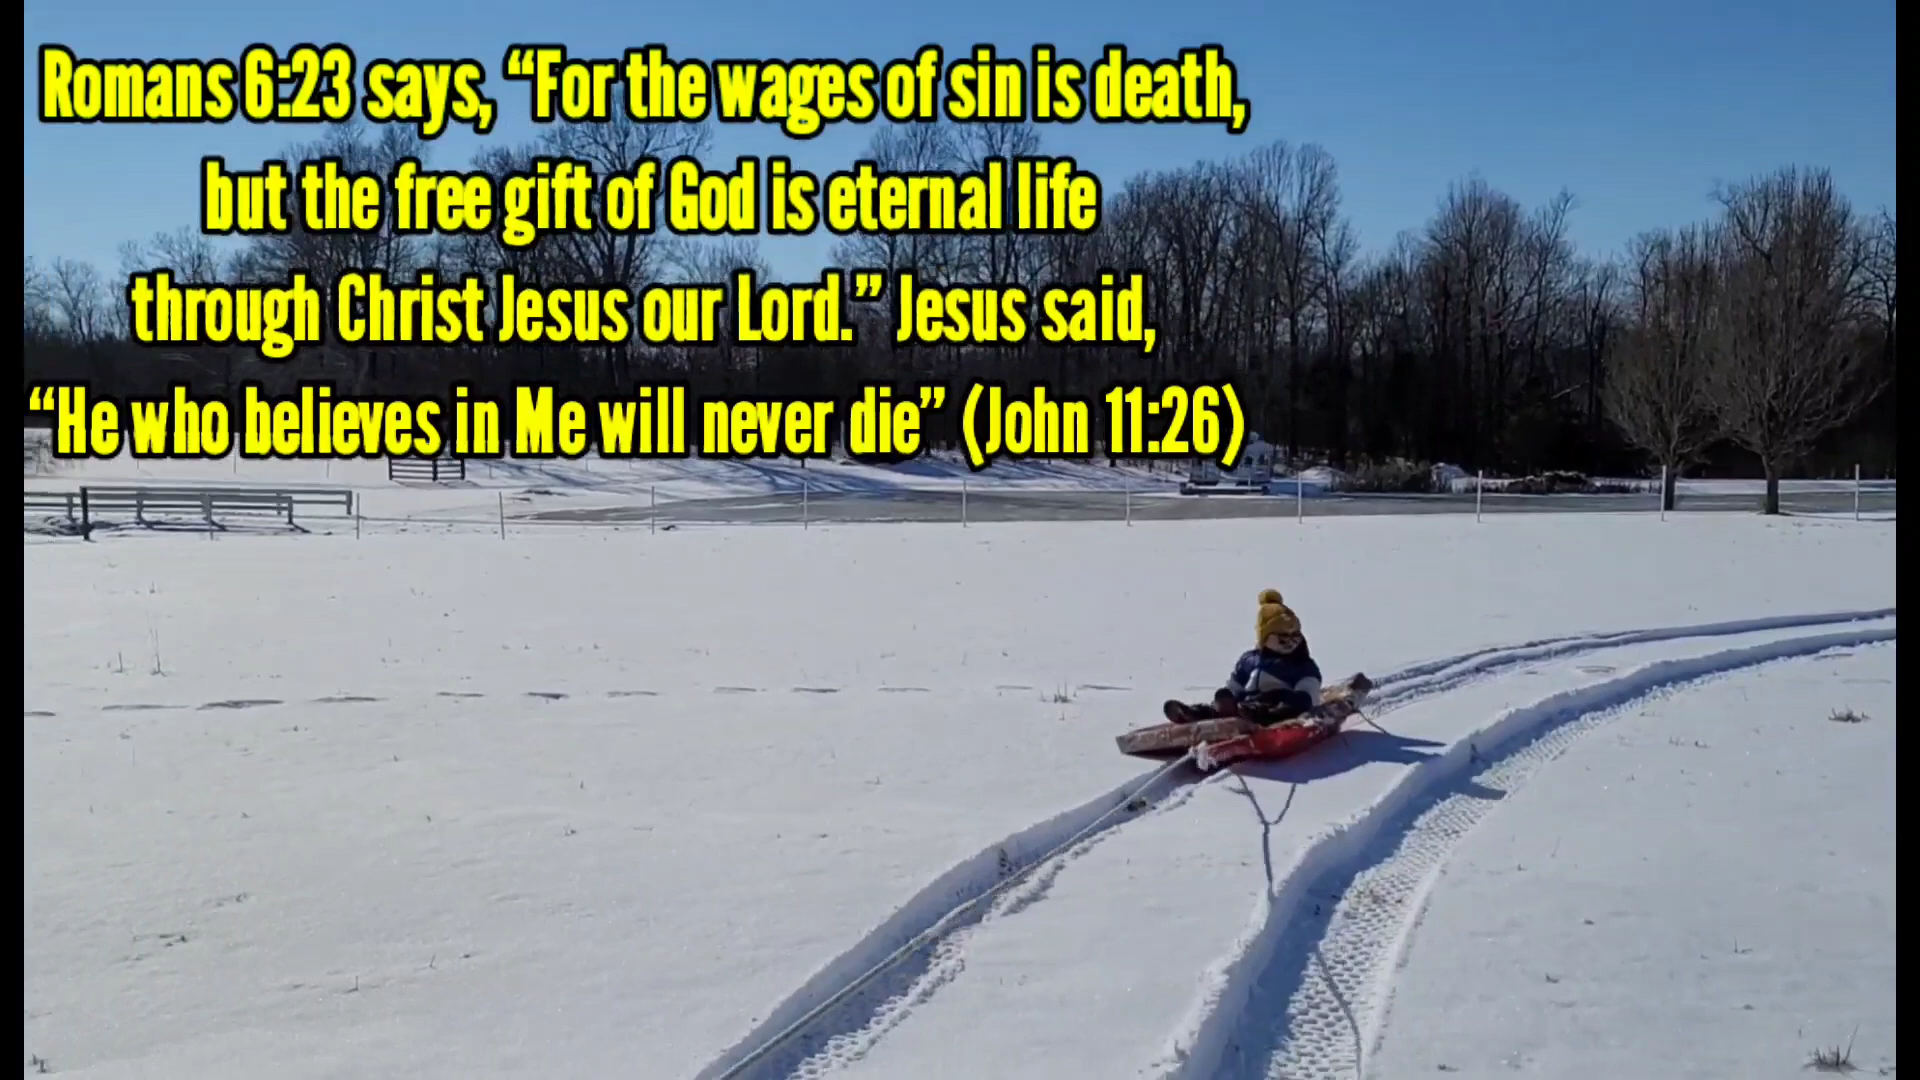 Romans 6:23 says, “For the wages of sin is death,
but the free gift of God is eternal life
through Christ Jesus our Lord.” Jesus said,
“He who believes in Me will never die” (John 11:26)